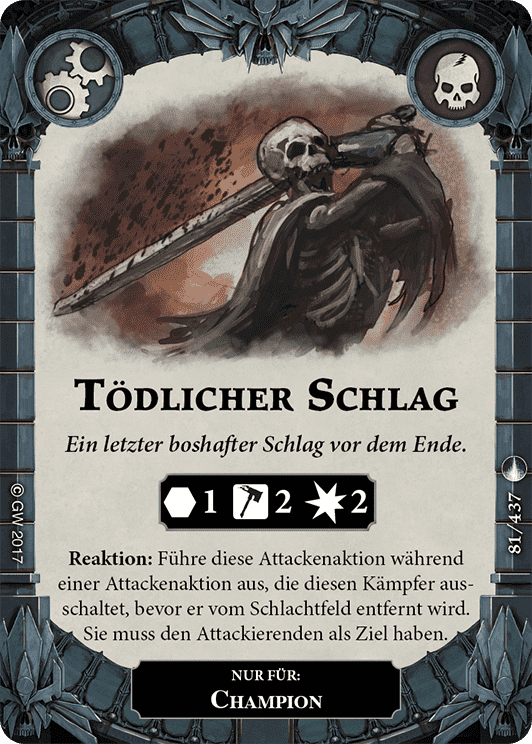 Tödlicher Schlag
Ein letzter boshafter Schlag vor dem Ende.
1 2 2
Reaktion: Führe diese Attackenaktion während
einer Attackenaktion aus, die diesen Kämpfer aus-
schaltet, bevor er vom Schlachtfeld entfernt wird.
Sie muss den Attackierenden als Ziel haben.
NUR FÜR:
Champion
© GW 2017
81/437